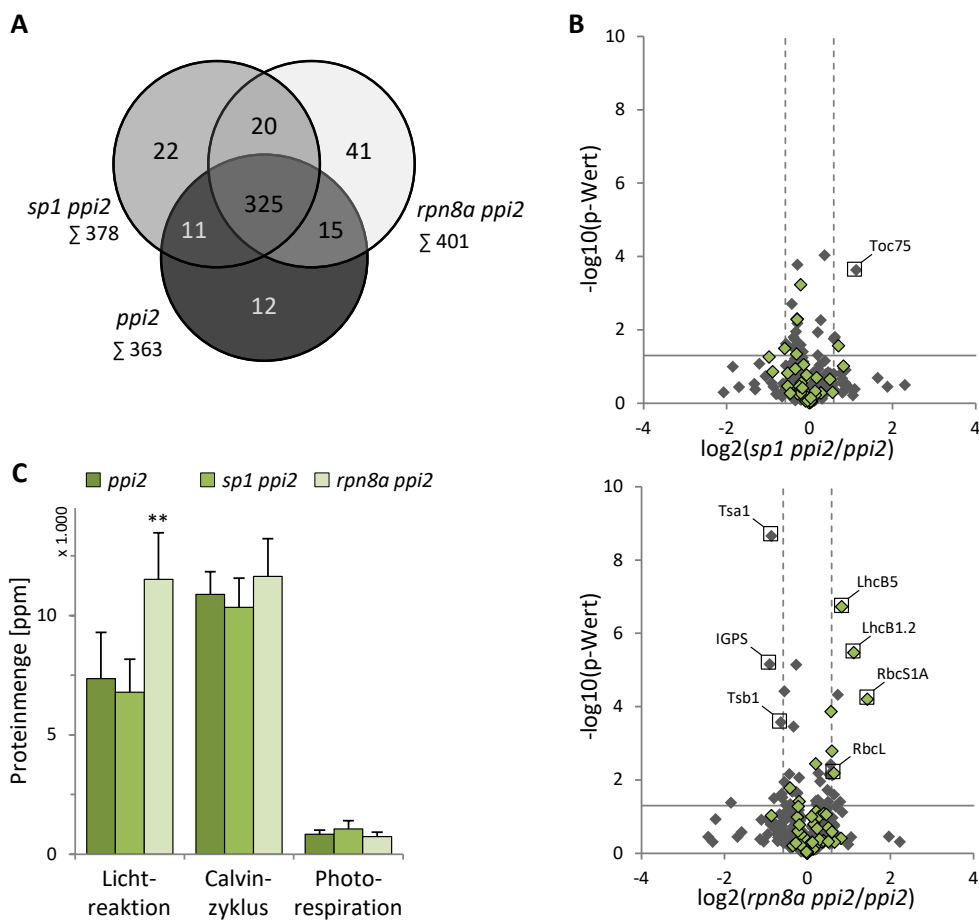 A
22
20
41
325
11
15
12
sp1 ppi2
∑ 378
rpn8a ppi2
∑ 401
ppi2
∑ 363
B
10
8
6
4
2
0
-4
-2
0
2
4
-log10(p-Wert)
Toc75
log2(sp1 ppi2/ppi2)
10
8
6
4
2
0
-4
-2
0
2
4
-log10(p-Wert)
Tsa1
LhcB5
LhcB1.2
IGPS
RbcS1A
Tsb1
RbcL
log2(rpn8a ppi2/ppi2)
C
ppi2
sp1 ppi2
rpn8a ppi2
x 1.000
**
Proteinmenge [ppm]
10
5
0
Licht-
reaktion
Calvin-
zyklus
Photo-
respiration